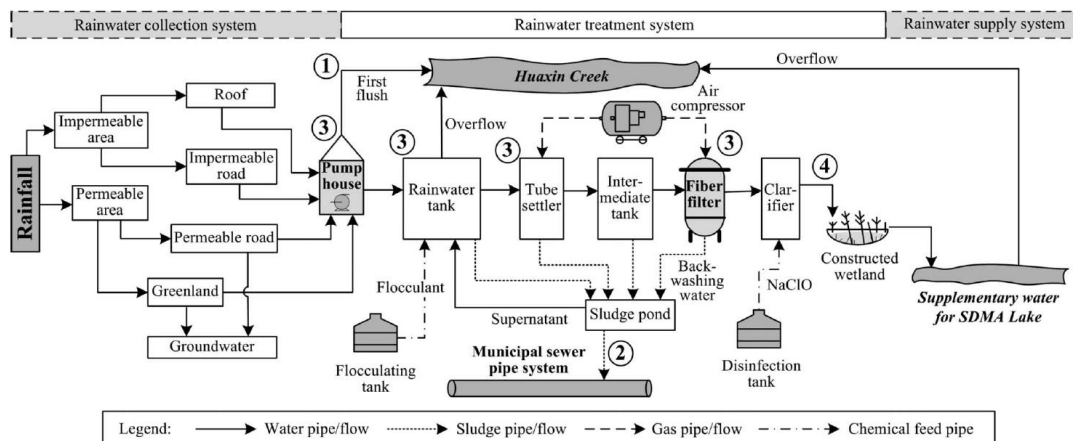 Rainwater collection system
Rainwater treatment system
Rainwater supply system
1
First
flush
Huaxin Creek
Overflow
Air
compressor
Roof
Impermeable
area
Impermeable
road
Rainfall
Permeable
area
Permeable road
Greenland
Groundwater
3
Pump
house
Overflow
3
Rainwater
tank
3
Tube
settler
Inter-
mediate tank
3
Fiber
filter
Clar-
ifier
4
Constructed
wetland
Back-
washing
water
NaClO
Flocculant
Supernatant
Sludge pond
Supplementary water
for SDMA Lake
Flocculating
tank
Municipal sewer
pipe system
2
Disinfection
tank
Legend:
Water pipe/flow
Sludge pipe/flow
Gas pipe/flow
Chemical feed pipe